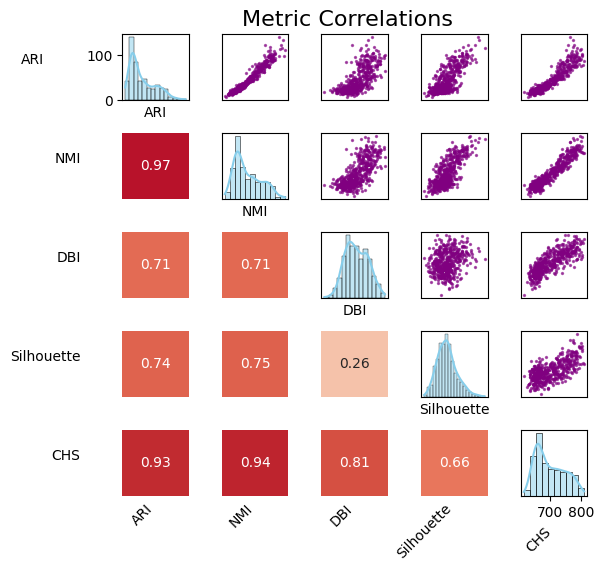 Metric Correlations
ARI
100
0
ARI
NMI
0.97
NMI
DBI
0.71
0.71
DBI
Silhouette
0.74
0.75
0.26
Silhouette
CHS
0.93
0.94
0.81
0.66
700
800
ARI
NMI
DBI
Silhouette
CHS